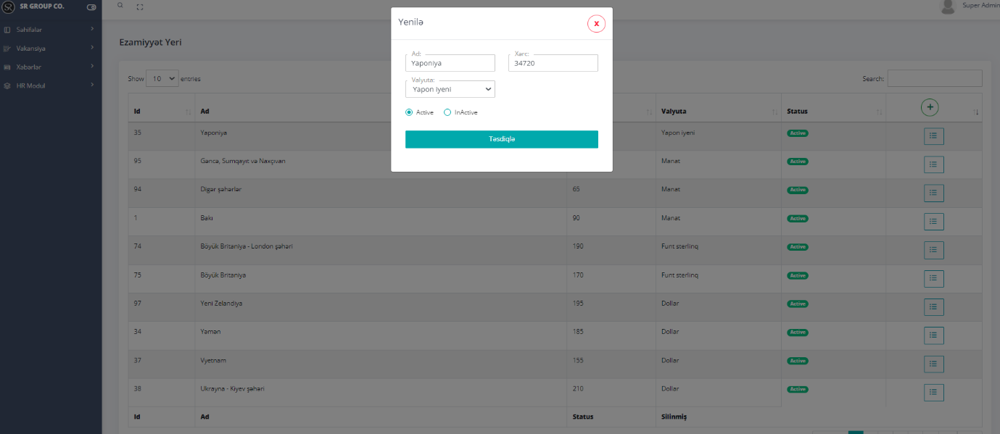 SR SR GROUP CO.
Super Admin
Səhifələr
Vakansiya
Xəbərlər
HR Modul
Ezamiyyət Yeri
Show 10 entries
Search:
Yenilə
X
Ad:
Yaponiya
Xərc:
34720
Valyuta:
Yapon iyeni
Active InActive
Təsdiqlə
Id Ad Valyuta Status +
35 Yaponiya Yapon iyeni Active
95 Gəncə, Sumqayıt və Naxçıvan Manat Active
94 Digər şəhərlər 65 Manat Active
1 Bakı 90 Manat Active
74 Böyük Britaniya - London şəhəri 190 Funt sterlinq Active
75 Böyük Britaniya 170 Funt sterlinq Active
97 Yeni Zelandiya 195 Dollar Active
34 Yəmən 185 Dollar Active
37 Vyetnam 155 Dollar Active
38 Ukrayna - Kiyev şəhəri 210 Dollar Active
Id Ad Status Silinmiş